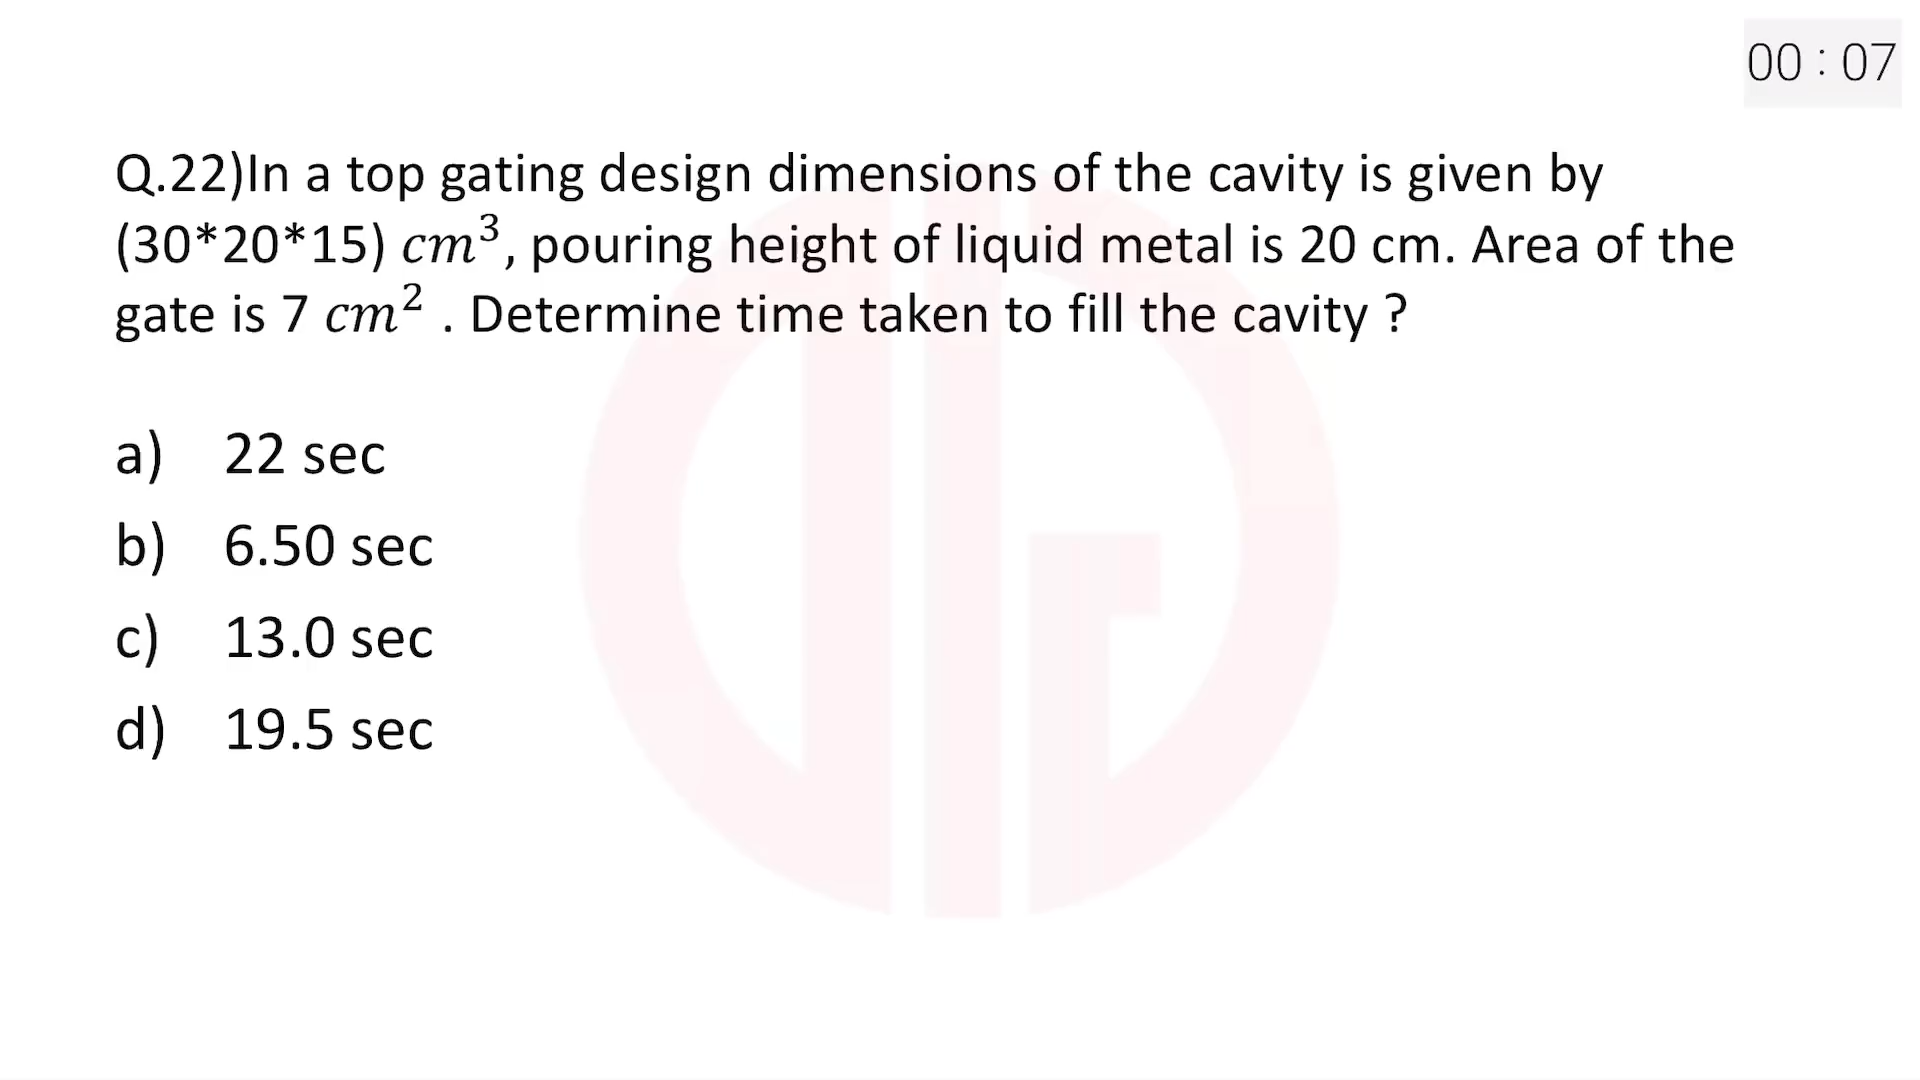 00 : 07
Q.22)In a top gating design dimensions of the cavity is given by
(30*20*15) cm³, pouring height of liquid metal is 20 cm. Area of the
gate is 7 cm² . Determine time taken to fill the cavity ?
a) 22 sec
b) 6.50 sec
c) 13.0 sec
d) 19.5 sec